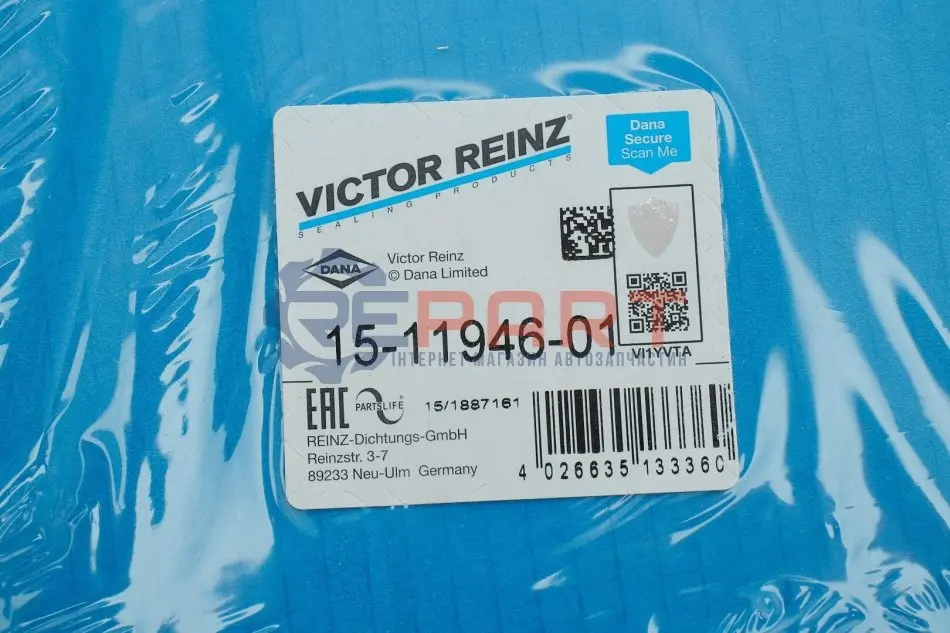 VICTOR REINZ®
SEALING PRODUCTS
Dana
Secure
Scan Me
DANA
Victor Reinz
© Dana Limited
REPORT
15-11946-01
ІНТЕРНЕТ МАГАЗИН АВТОЗАПЧАСТИН
VI1YVTA
EAC
PARTSLIFE
15/1887161
REINZ-Dichtungs-GmbH
Reinzstr. 3-7
89233 Neu-Ulm Germany
4 026635 133360